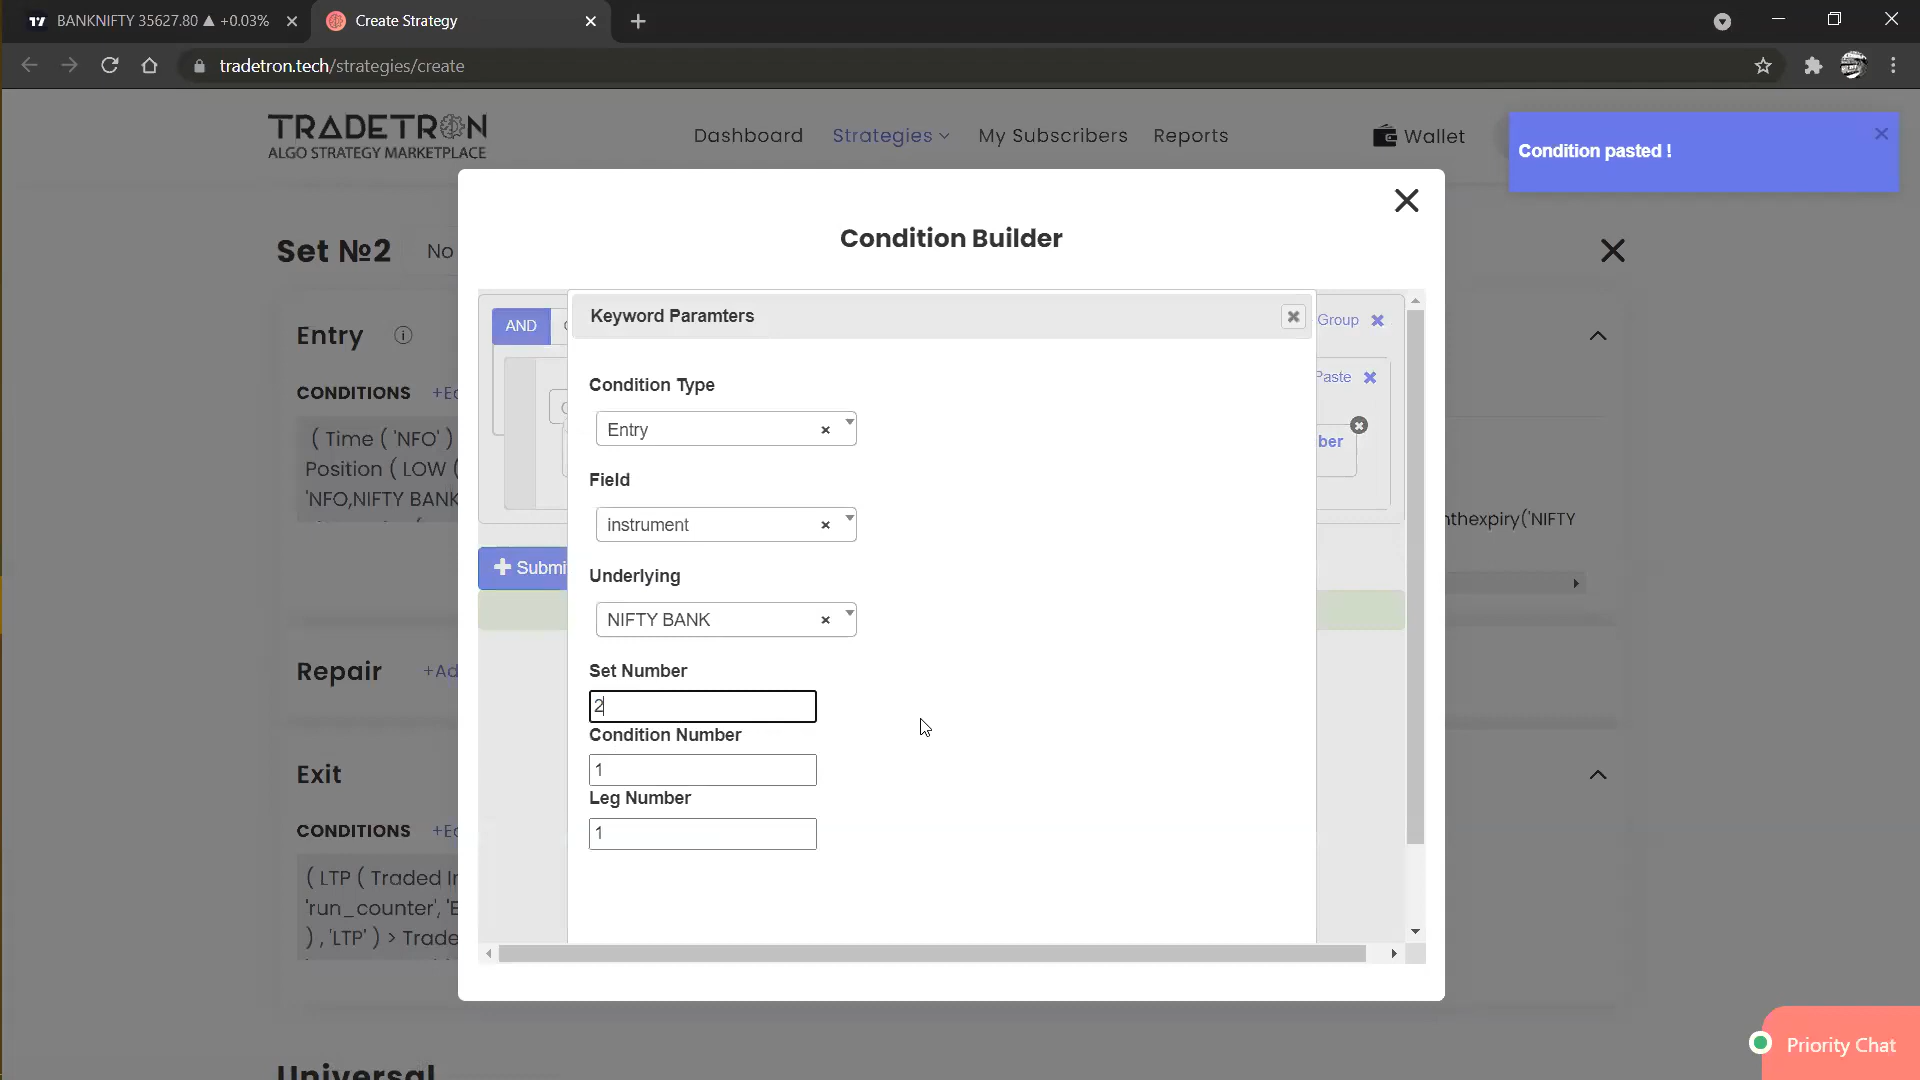 BANKNIFTY 35627.80 ▲ +0.03%
Create Strategy
tradetron.tech/strategies/create
TRADETRON
ALGO STRATEGY MARKETPLACE
Dashboard
Strategies
My Subscribers
Reports
Wallet
Condition pasted !
Condition Builder
Set №2
No
Keyword Paramters
AND
Group
Entry
Condition Type
Paste
CONDITIONS
Entry
ber
( Time ( 'NFO' )
Position ( LOW (
'NFO,NIFTY BANK
Field
instrument
nthexpiry('NIFTY
Submi
Underlying
NIFTY BANK
Repair
+Ad
Set Number
2
Condition Number
1
Leg Number
1
Exit
CONDITIONS
( LTP ( Traded I
'run_counter', 'E
) , 'LTP' ) > Trade
Universal
Priority Chat